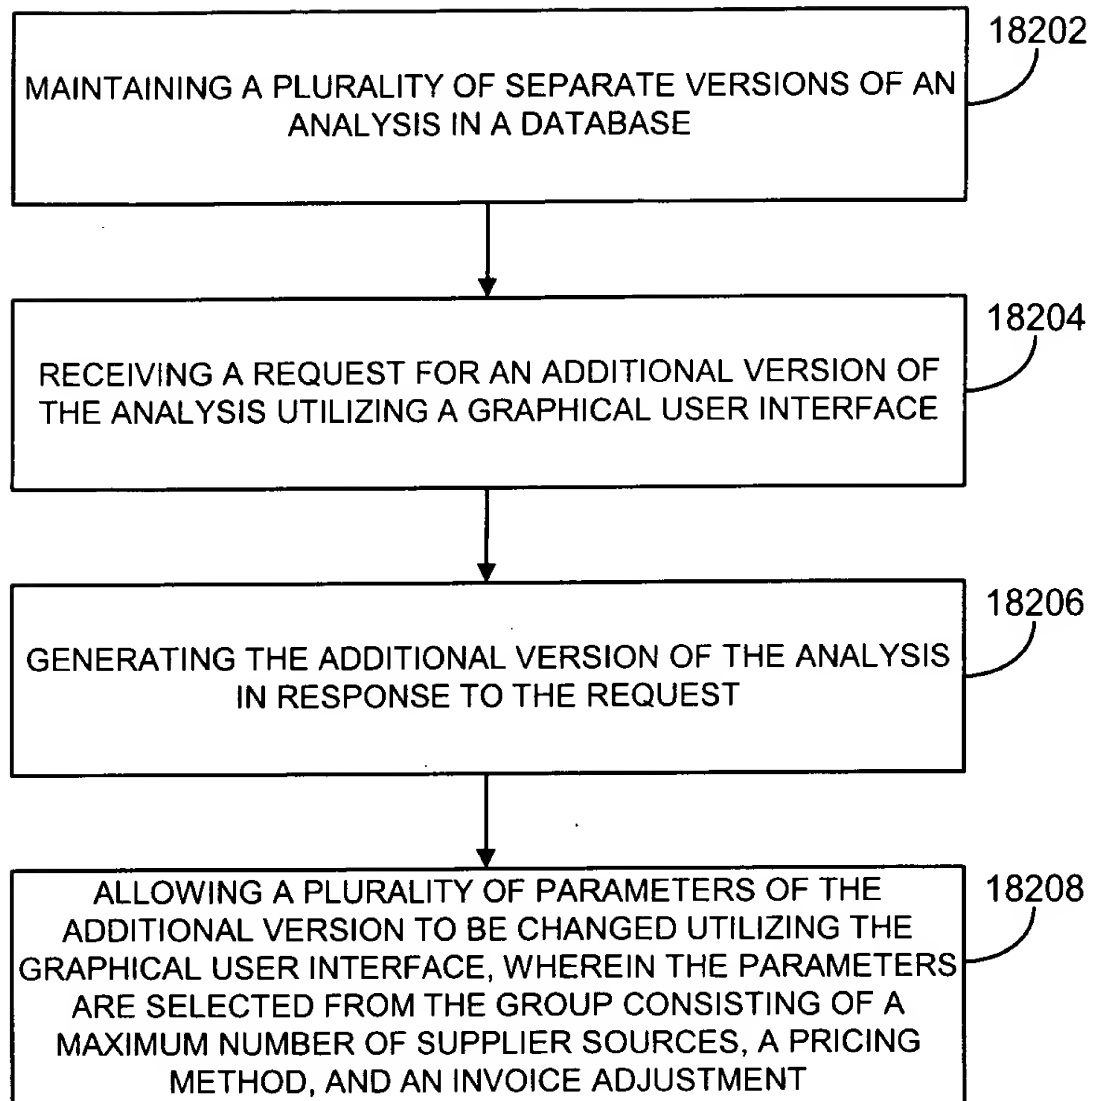 18202
MAINTAINING A PLURALITY OF SEPARATE VERSIONS OF AN
ANALYSIS IN A DATABASE
18204
RECEIVING A REQUEST FOR AN ADDITIONAL VERSION OF
THE ANALYSIS UTILIZING A GRAPHICAL USER INTERFACE
18206
GENERATING THE ADDITIONAL VERSION OF THE ANALYSIS
IN RESPONSE TO THE REQUEST
18208
ALLOWING A PLURALITY OF PARAMETERS OF THE
ADDITIONAL VERSION TO BE CHANGED UTILIZING THE
GRAPHICAL USER INTERFACE, WHEREIN THE PARAMETERS
ARE SELECTED FROM THE GROUP CONSISTING OF A
MAXIMUM NUMBER OF SUPPLIER SOURCES, A PRICING
METHOD, AND AN INVOICE ADJUSTMENT